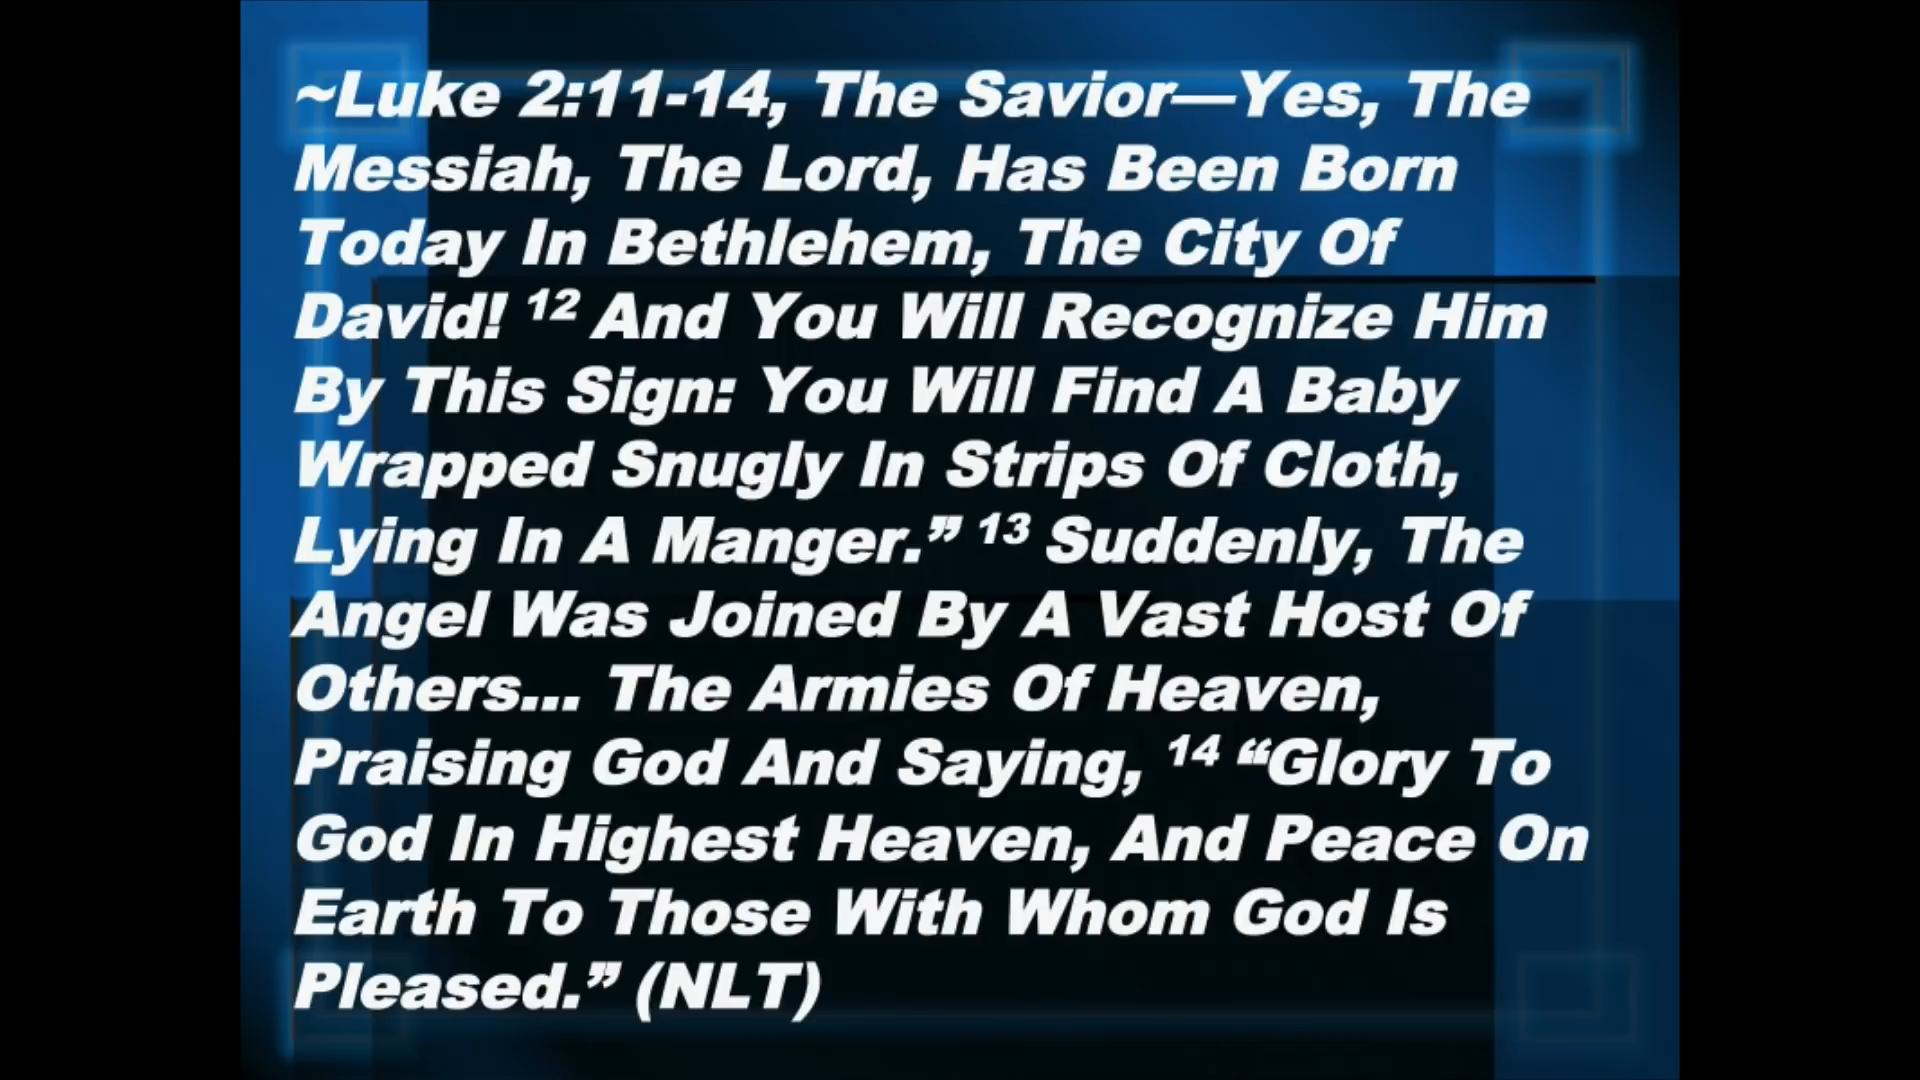 ~Luke 2:11-14, The Savior—Yes, The
Messiah, The Lord, Has Been Born
Today In Bethlehem, The City Of
David! 12 And You Will Recognize Him
By This Sign: You Will Find A Baby
Wrapped Snugly In Strips Of Cloth,
Lying In A Manger.” 13 Suddenly, The
Angel Was Joined By A Vast Host Of
Others... The Armies Of Heaven,
Praising God And Saying, 14 “Glory To
God In Highest Heaven, And Peace On
Earth To Those With Whom God Is
Pleased.” (NLT)